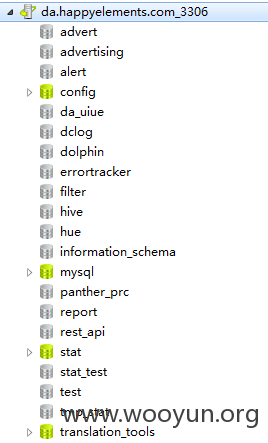 da.happyelements.com_3306
advert
advertising
alert
config
da_uiue
dclog
dolphin
errortracker
filter
hive
hue
information_schema
mysql
panther_prc
report
rest_api
stat
stat_test
test
tmp_stat
www.wooyun.org
translation_tools